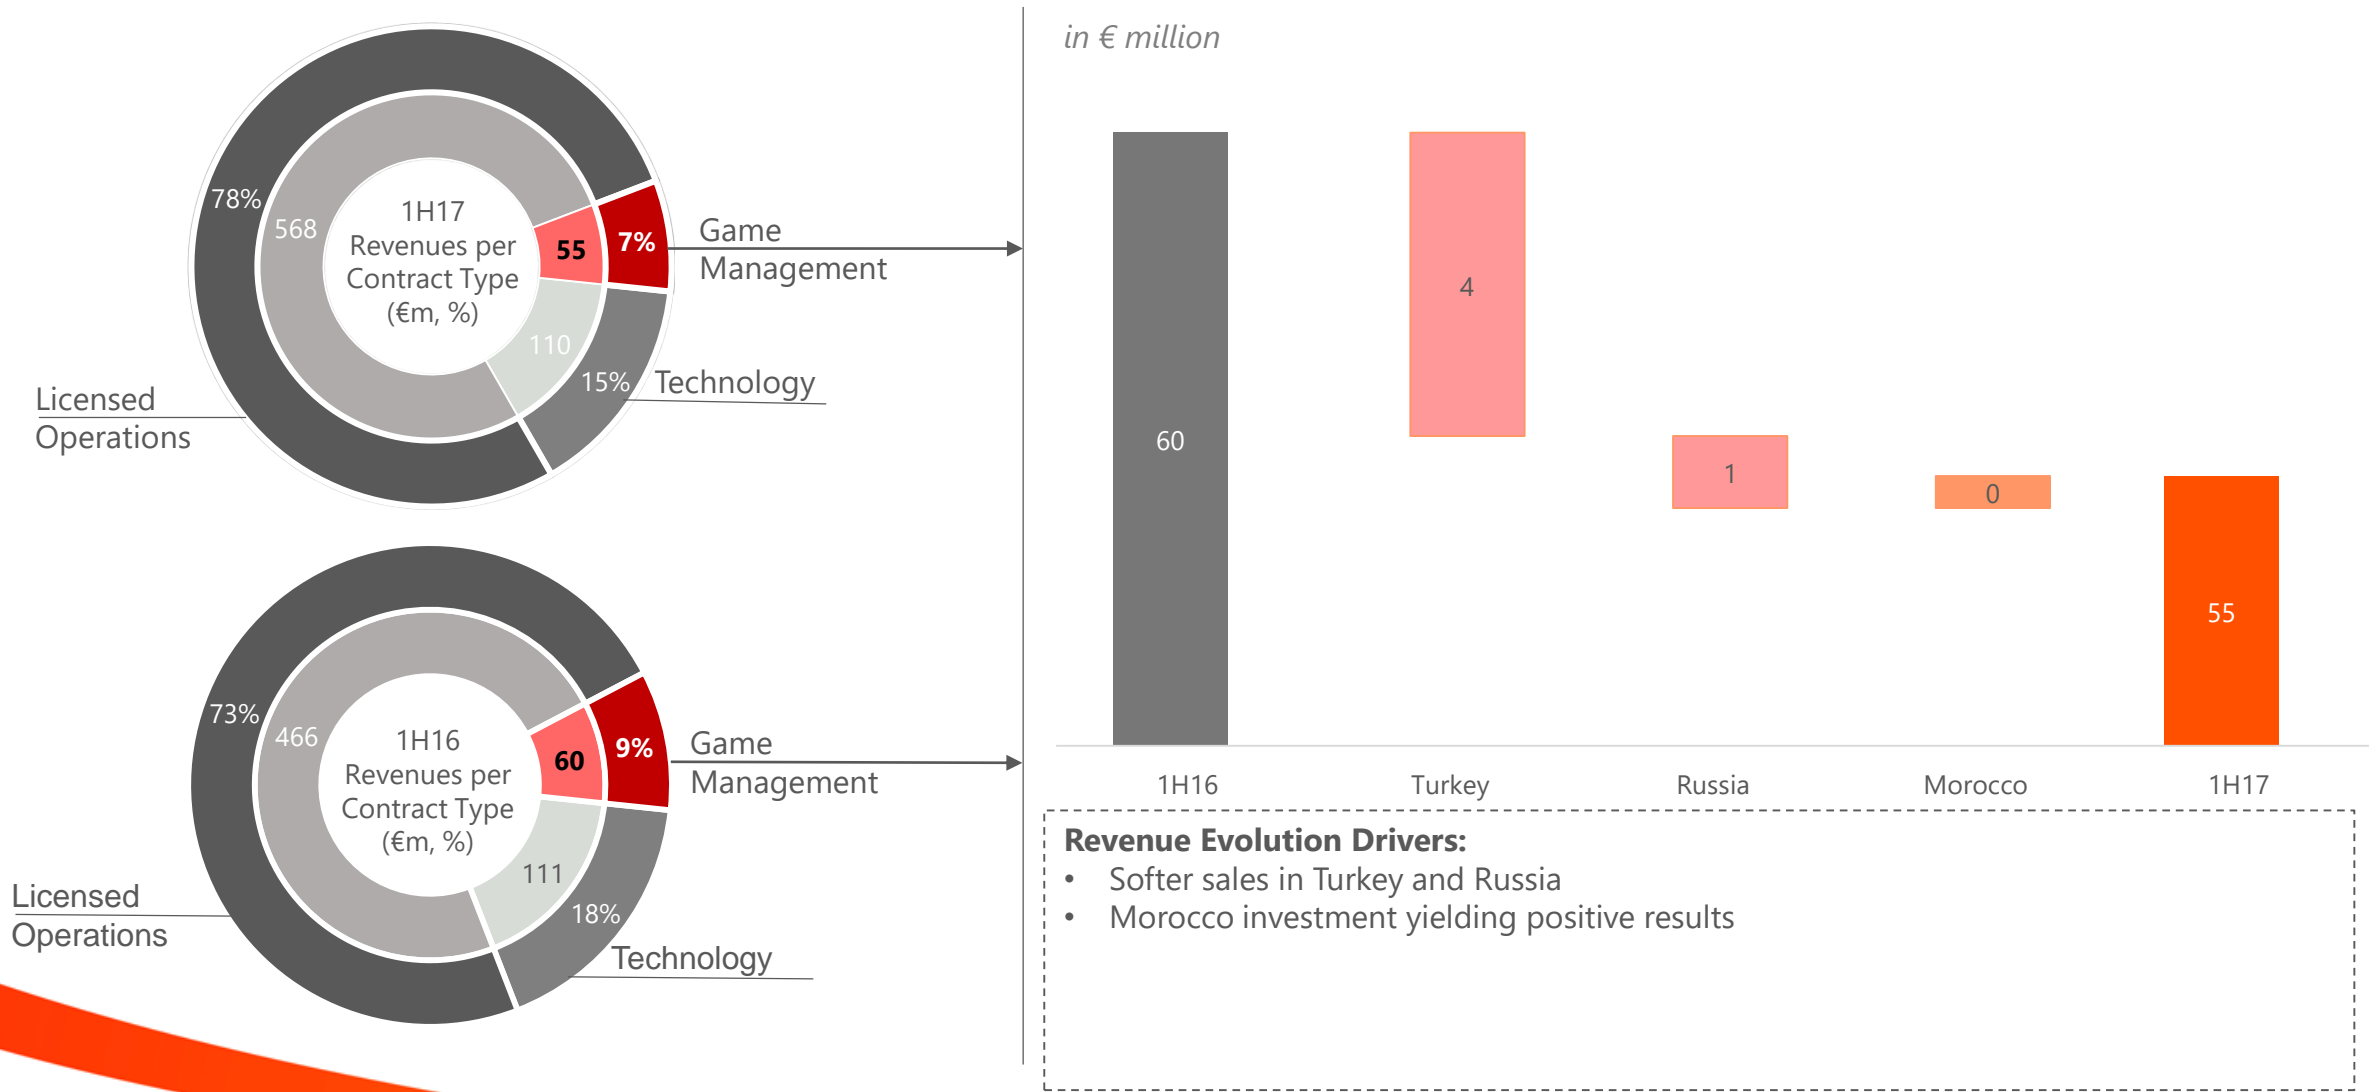 1H17
Revenues per
Contract Type
(€m, %)
78%
568
55
7%
110
15%
Game
Management
Technology
Licensed
Operations
1H16
Revenues per
Contract Type
(€m, %)
73%
466
60
9%
111
18%
Game
Management
Technology
Licensed
Operations
in € million
60
4
1
0
55
1H16
Turkey
Russia
Morocco
1H17
Revenue Evolution Drivers:
• Softer sales in Turkey and Russia
• Morocco investment yielding positive results